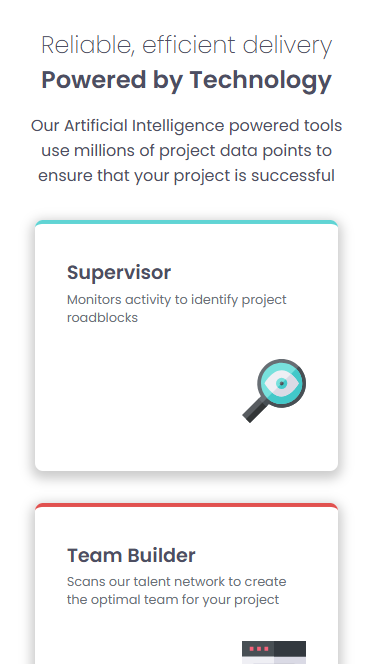 Reliable, efficient delivery
Powered by Technology
Our Artificial Intelligence powered tools
use millions of project data points to
ensure that your project is successful
Supervisor
Monitors activity to identify project
roadblocks
Team Builder
Scans our talent network to create
the optimal team for your project